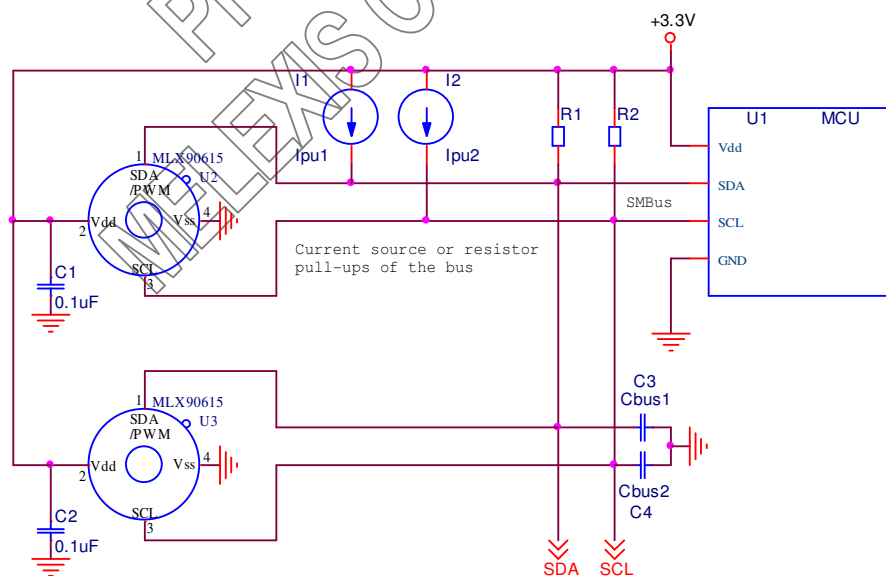 PR
MELEXIS C
+3.3V
I1
I2
R1
R2
U1
MCU
Ipu1
Ipu2
1
MLX90615
SDA
/PWM
U2
Vdd
2
Vss
4
SCL
3
Vdd
SDA
SCL
GND
SMBus
Current source or resistor
pull-ups of the bus
C1
0.1uF
C3
Cbus1
1
MLX90615
SDA
/PWM
U3
Vdd
2
Vss
4
SCL
3
Cbus2
C4
C2
0.1uF
SDA
SCL